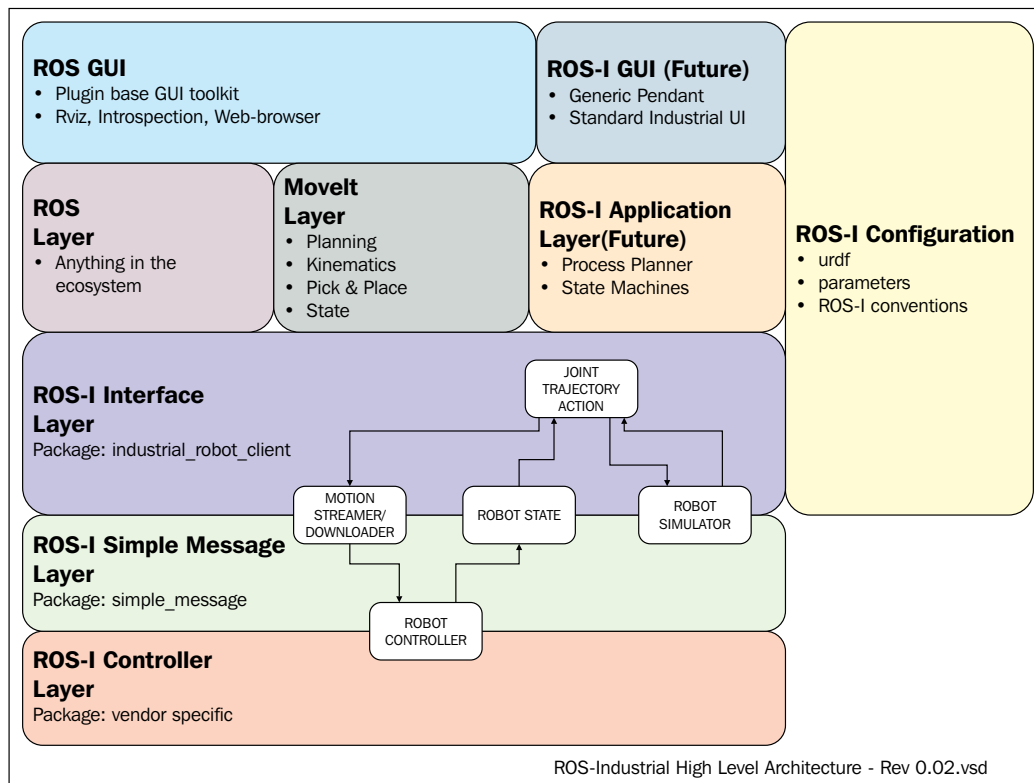 ROS GUI
• Plugin base GUI toolkit
• Rviz, Introspection, Web-browser
ROS-I GUI (Future)
• Generic Pendant
• Standard Industrial UI
ROS
Layer
• Anything in the
ecosystem
MoveIt
Layer
• Planning
• Kinematics
• Pick & Place
• State
ROS-I Application
Layer(Future)
• Process Planner
• State Machines
ROS-I Configuration
• urdf
• parameters
• ROS-I conventions
ROS-I Interface
Layer
Package: industrial_robot_client
JOINT
TRAJECTORY
ACTION
MOTION
STREAMER/
DOWNLOADER
ROBOT STATE
ROBOT
SIMULATOR
ROS-I Simple Message
Layer
Package: simple_message
ROBOT
CONTROLLER
ROS-I Controller
Layer
Package: vendor specific
ROS-Industrial High Level Architecture - Rev 0.02.vsd